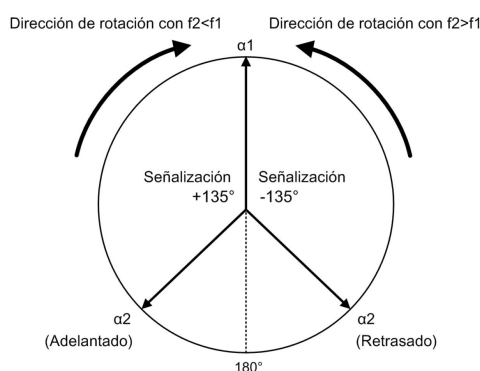 Dirección de rotación con f2<f1
Dirección de rotación con f2>f1
α1
Señalización
+135°
Señalización
-135°
α2
(Adelantado)
α2
(Retrasado)
180°